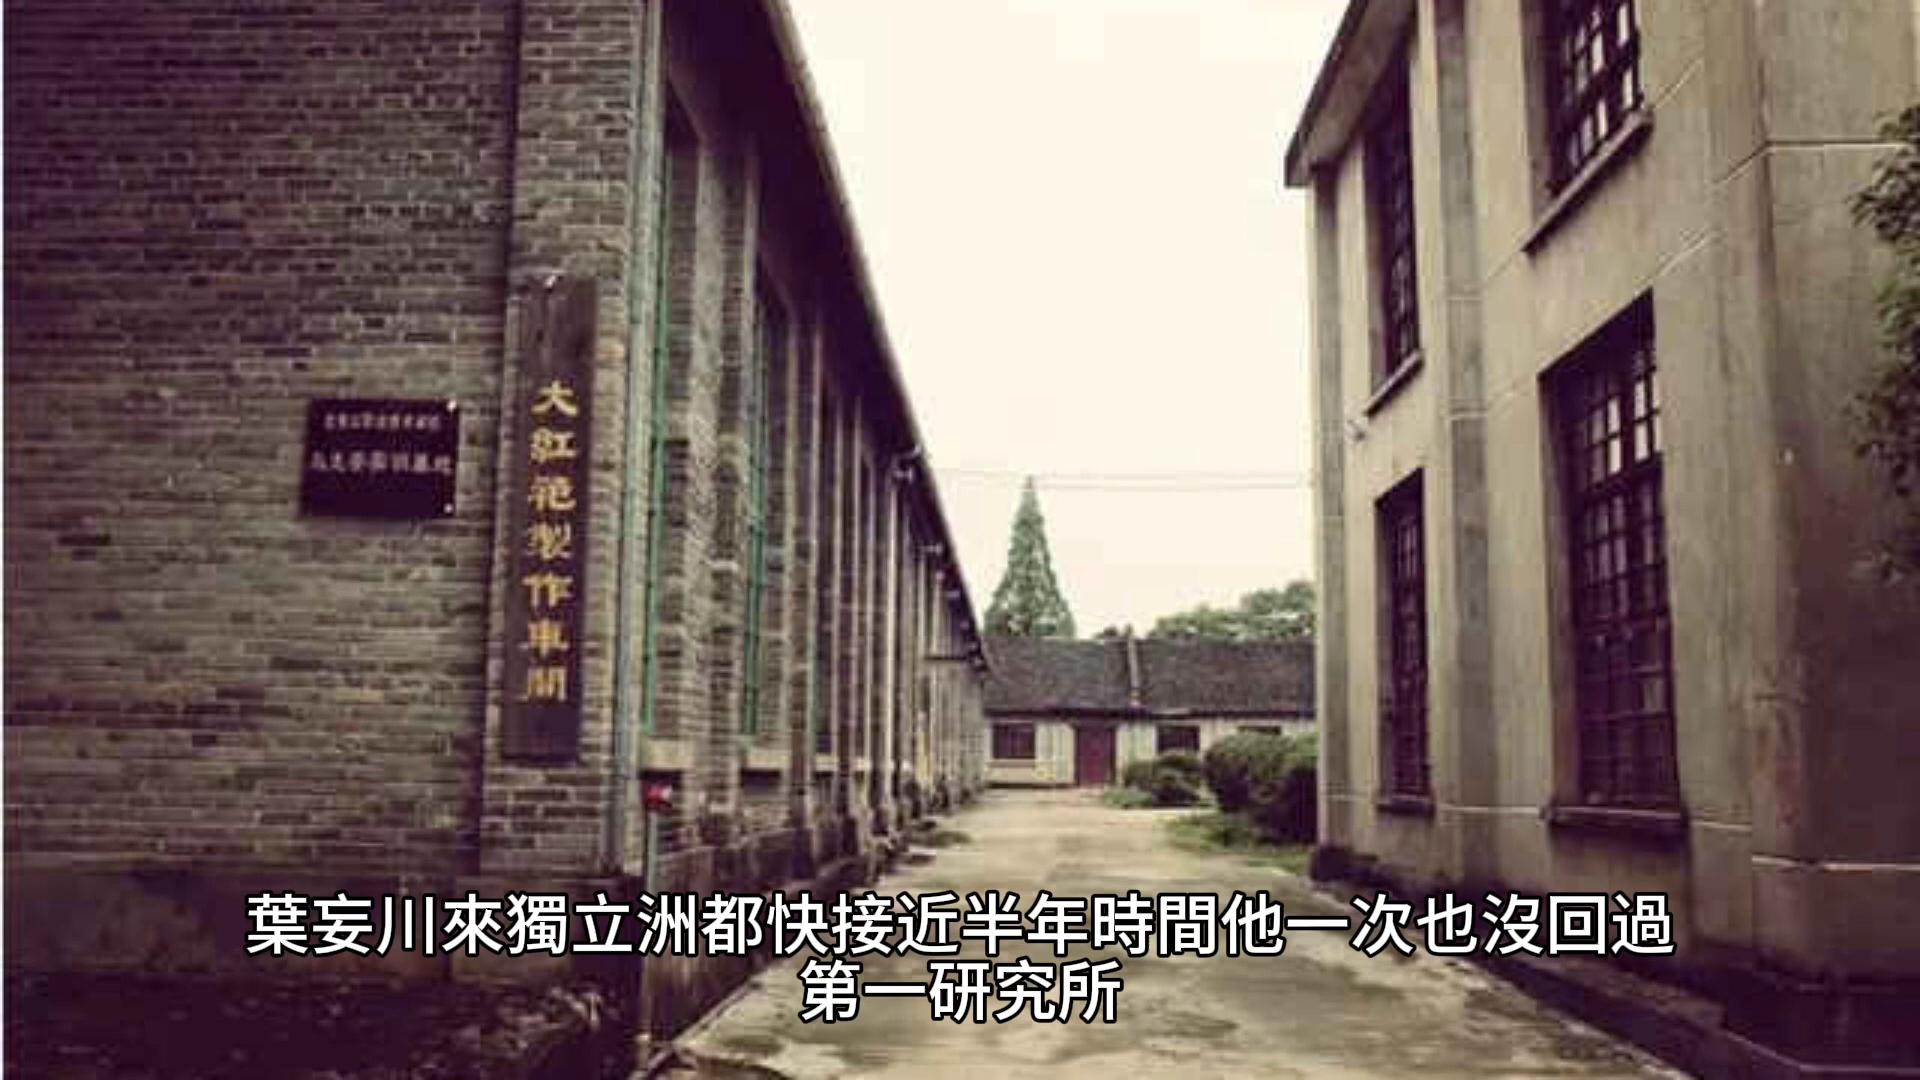 大紅袍製作車間
葉妄川來獨立洲都快接近半年時間他一次也沒回過
第一研究所